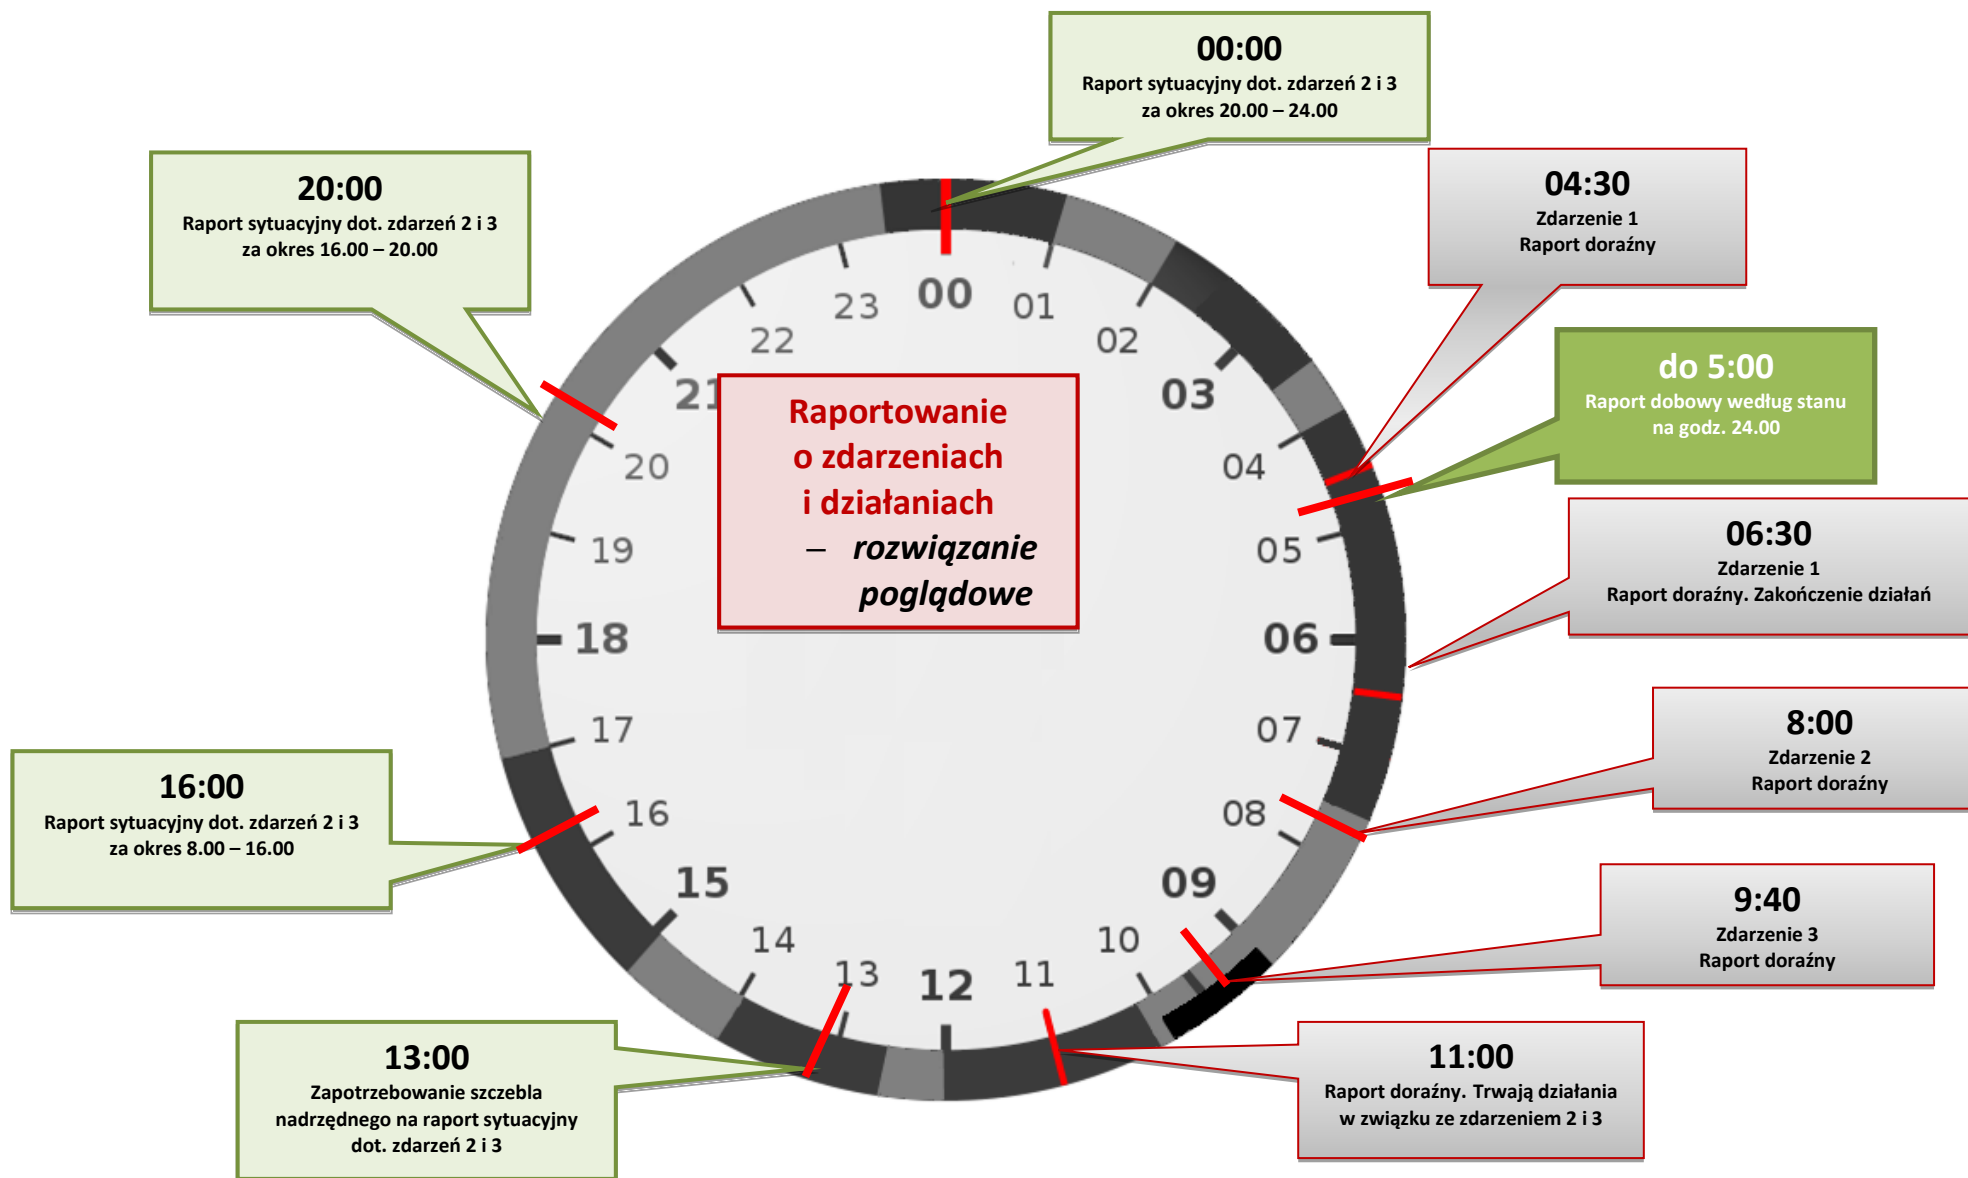 00:00
Raport sytuacyjny dot. zdarzeń 2 i 3
za okres 20.00 – 24.00
04:30
Zdarzenie 1
Raport doraźny
do 5:00
Raport dobowy według stanu
na godz. 24.00
06:30
Zdarzenie 1
Raport doraźny. Zakończenie działań
8:00
Zdarzenie 2
Raport doraźny
9:40
Zdarzenie 3
Raport doraźny
11:00
Raport doraźny. Trwają działania
w związku ze zdarzeniem 2 i 3
13:00
Zapotrzebowanie szczebla
nadrzędnego na raport sytuacyjny
dot. zdarzeń 2 i 3
16:00
Raport sytuacyjny dot. zdarzeń 2 i 3
za okres 8.00 – 16.00
20:00
Raport sytuacyjny dot. zdarzeń 2 i 3
za okres 16.00 – 20.00
Raportowanie
o zdarzeniach
i działaniach
– rozwiązanie
poglądowe
00
01
02
03
04
05
06
07
08
09
10
11
12
13
14
15
16
17
18
19
20
21
22
23